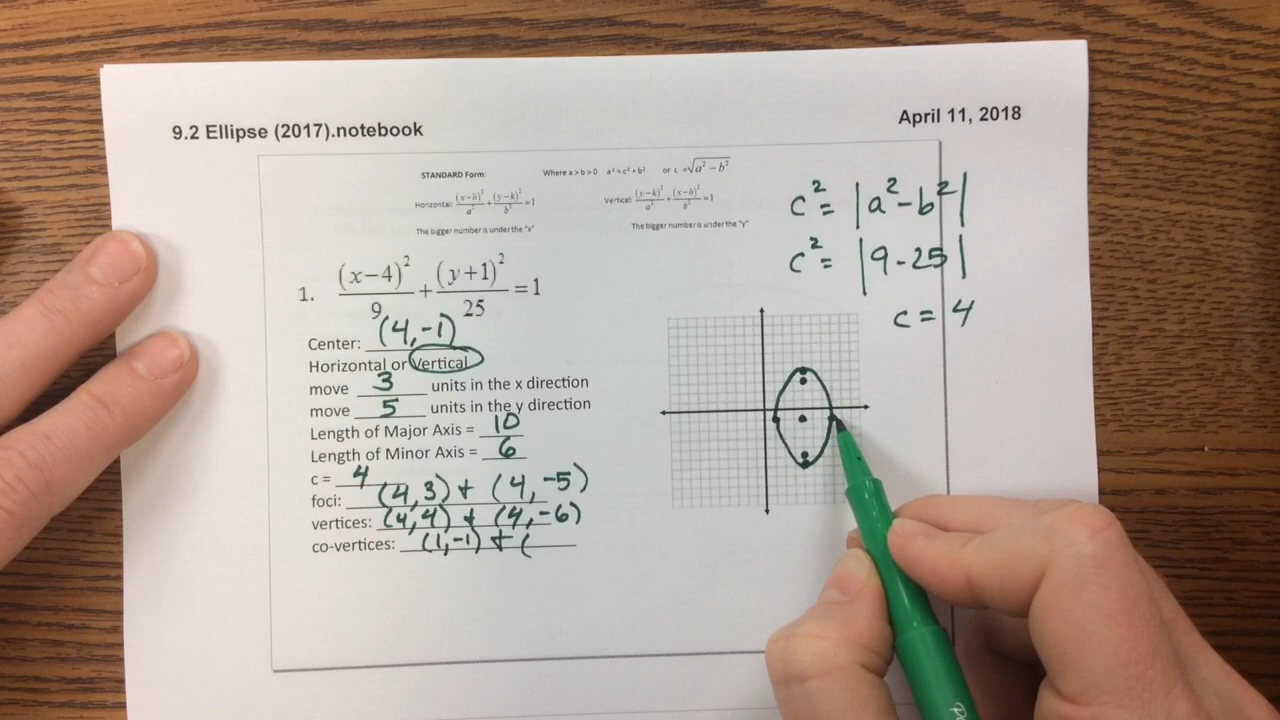 9.2 Ellipse (2017).notebook
April 11, 2018
STANDARD Form:
Where a > b > 0 a² = c² + b² or c = √(a² − b²)
Horizontal: (x−h)²/a² + (y−k)²/b² = 1
Vertical: (y−k)²/a² + (x−h)²/b² = 1
The bigger number is under the "x"
The bigger number is under the "y"
c² = |a² - b²|
c² = |9 - 25|
c = 4
1. (x−4)²/9 + (y+1)²/25 = 1
Center: (4,-1)
Horizontal or Vertical
move 3 units in the x direction
move 5 units in the y direction
Length of Major Axis = 10
Length of Minor Axis = 6
c = 4
foci: (4,3) + (4,-5)
vertices: (4,4) + (4,-6)
co-vertices: (1,-1) + (